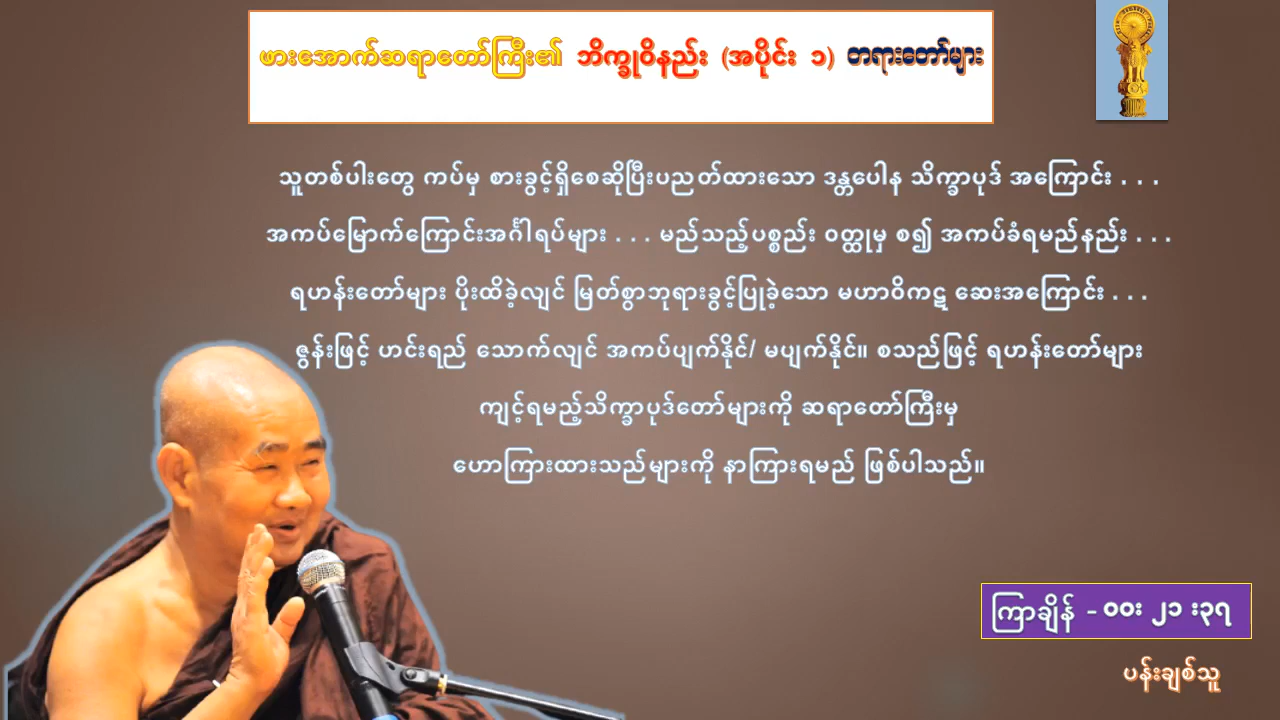 ဖားအောက်ဆရာတော်ကြီး၏ ဘိက္ခုဝိနည်း (အပိုင်း ၁) တရားတော်များ
သူတစ်ပါးတွေ ကပ်မှ စားခွင့်ရှိစေဆိုပြီးပညတ်ထားသော ဒန္တပေါန သိက္ခာပုဒ် အကြောင်း . . .
အကပ်မြောက်ကြောင်းအင်္ဂါရပ်များ . . . မည်သည့်ပစ္စည်း ဝတ္ထုမှ စ၍ အကပ်ခံရမည်နည်း . . .
ရဟန်းတော်များ ပိုးထိခဲ့လျင် မြတ်စွာဘုရားခွင့်ပြုခဲ့သော မဟာဝိကဋ ဆေးအကြောင်း . . .
ဇွန်းဖြင့် ဟင်းရည် သောက်လျင် အကပ်ပျက်နိုင်/ မပျက်နိုင်။ စသည်ဖြင့် ရဟန်းတော်များ
ကျင့်ရမည့်သိက္ခာပုဒ်တော်များကို ဆရာတော်ကြီးမှ
ဟောကြားထားသည်များကို နာကြားရမည် ဖြစ်ပါသည်။
ကြာချိန် - ၀၀း ၂၁ း၃၇
ပန်းချစ်သူ